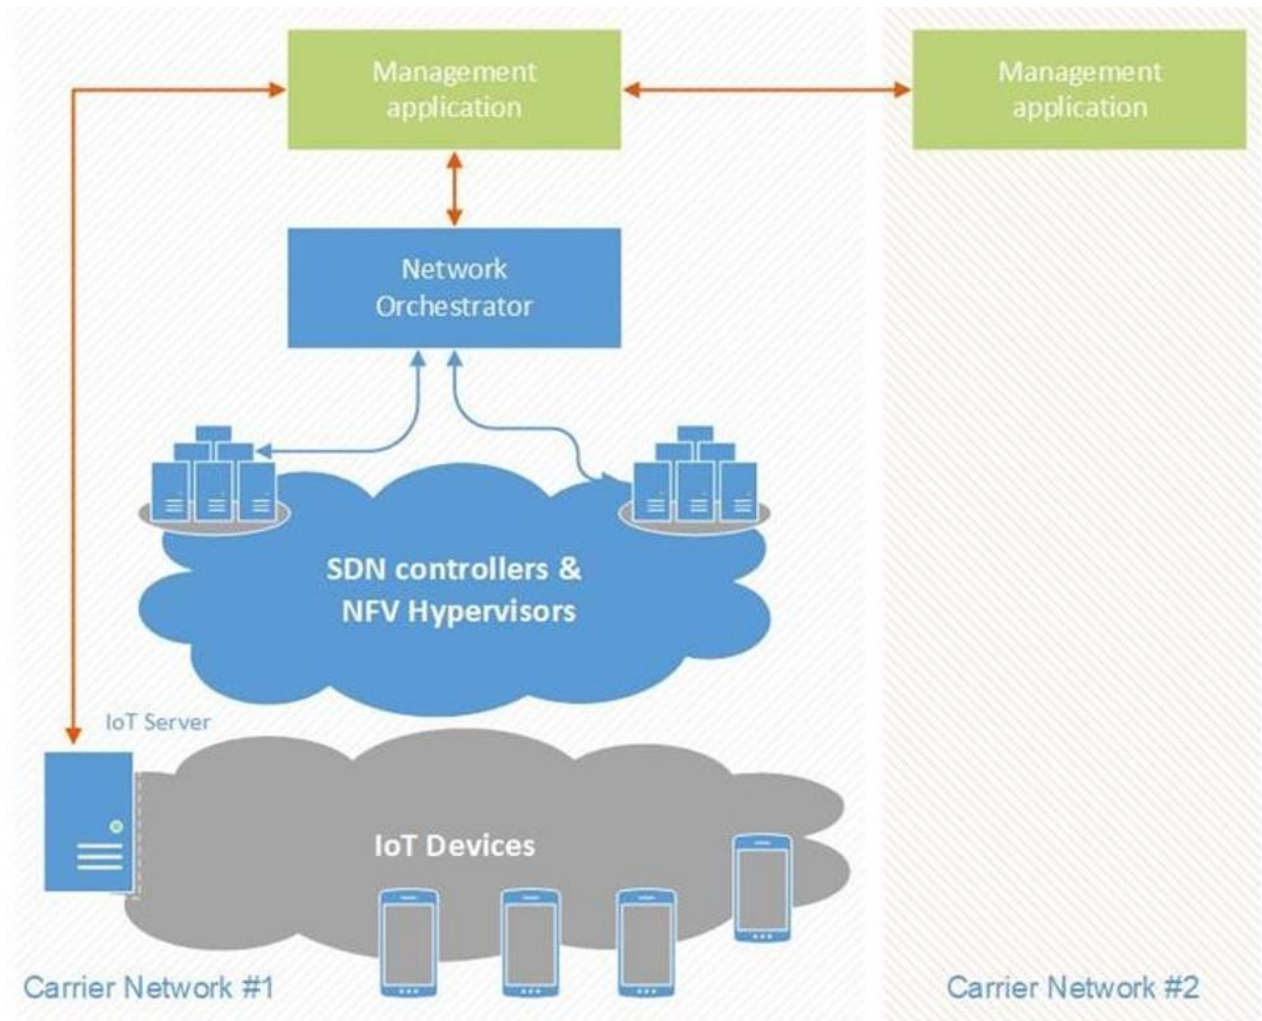 Management
application
Management
application
Network
Orchestrator
SDN controllers &
NFV Hypervisors
IoT Server
IoT Devices
Carrier Network #1
Carrier Network #2